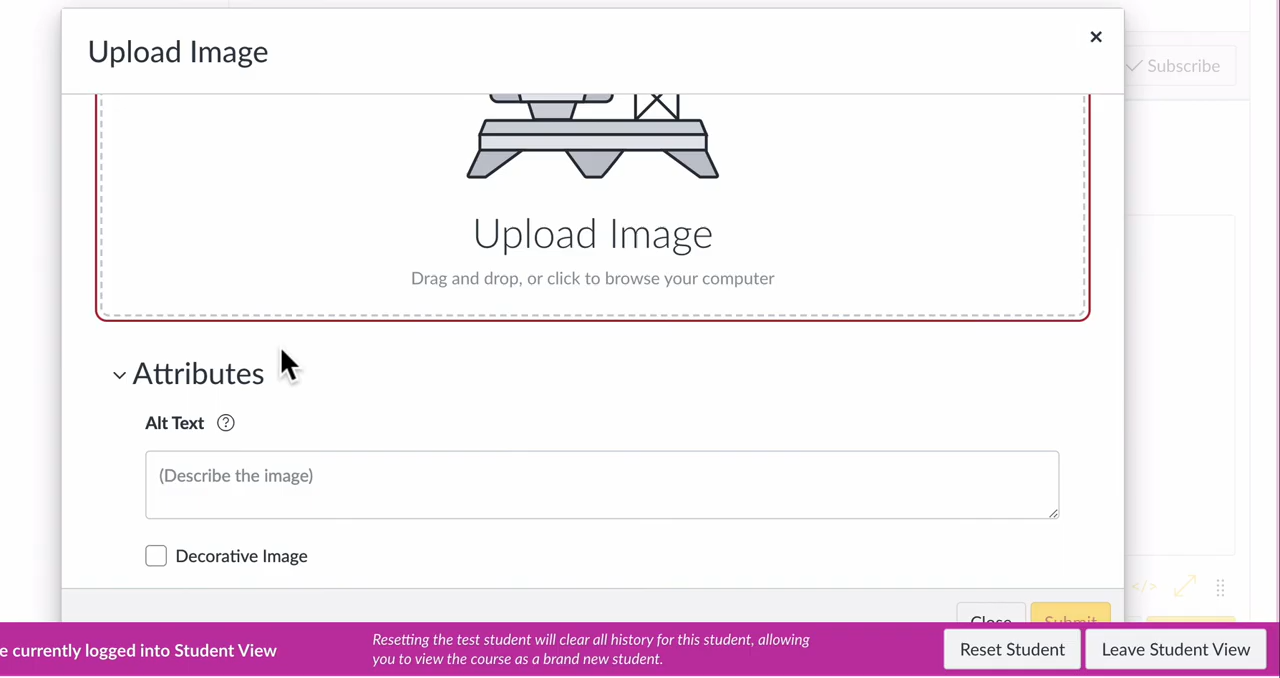 Upload Image
×
Subscribe
Upload Image
Drag and drop, or click to browse your computer
Attributes
Alt Text
(Describe the image)
Decorative Image
</>
Close
Submit
e currently logged into Student View
Resetting the test student will clear all history for this student, allowing
you to view the course as a brand new student.
Reset Student
Leave Student View